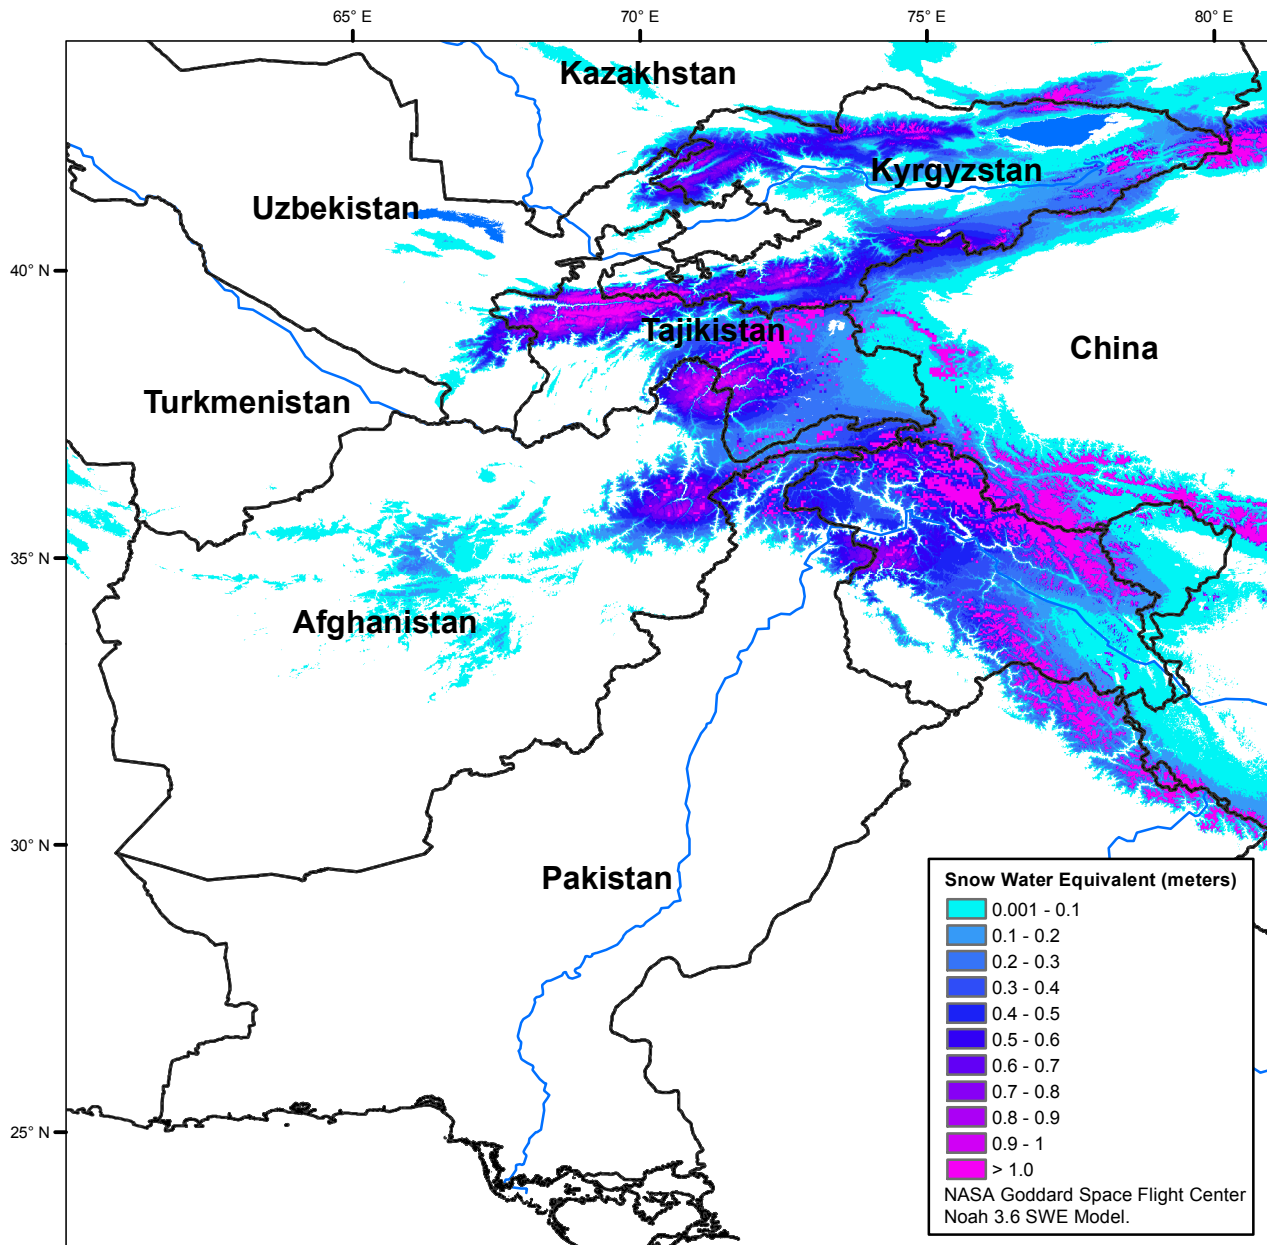 65° E
70° E
75° E
80° E
Kazakhstan
Kyrgyzstan
Uzbekistan
40° N
Tajikistan
China
Turkmenistan
35° N
Afghanistan
30° N
Pakistan
25° N
Snow Water Equivalent (meters)
0.001 - 0.1
0.1 - 0.2
0.2 - 0.3
0.3 - 0.4
0.4 - 0.5
0.5 - 0.6
0.6 - 0.7
0.7 - 0.8
0.8 - 0.9
0.9 - 1
> 1.0
NASA Goddard Space Flight Center
Noah 3.6 SWE Model.